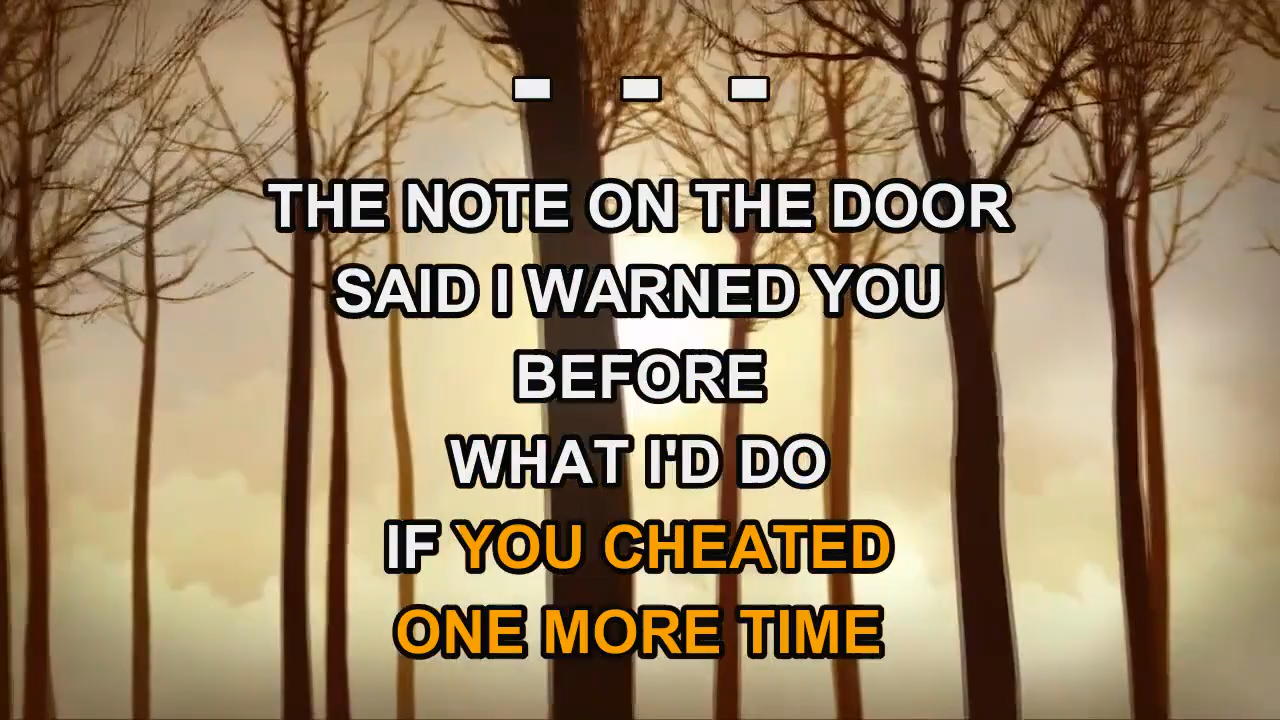 - - -
THE NOTE ON THE DOOR
SAID I WARNED YOU
BEFORE
WHAT I'D DO
IF YOU CHEATED
ONE MORE TIME